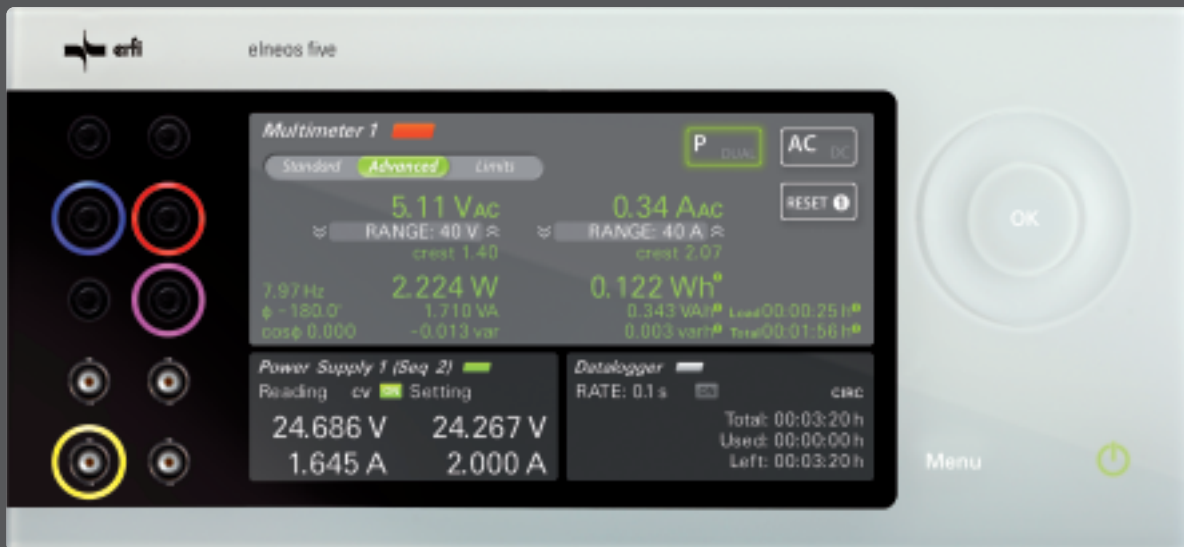 erfi
elneos five
Multimeter 1
P DUAL
AC DC
Standard Advanced Limits
RESET
5.11 VAC 0.34 AAC
RANGE: 40 V RANGE: 40 A
crest 1.40 crest 2.07
7.97 Hz 2.224 W 0.122 Wh
ϕ -180.0° 1.710 VA 0.343 VAh Load 00:00:25 h
cosϕ 0.000 -0.013 var 0.003 varh Total 00:01:56 h
Power Supply 1 (Seq 2)
Reading CV ON Setting
24.686 V 24.267 V
1.645 A 2.000 A
Datalogger
RATE: 0.1 s
CIRC
Total: 00:03:20 h
Used: 00:00:00 h
Left: 00:03:20 h
OK
Menu